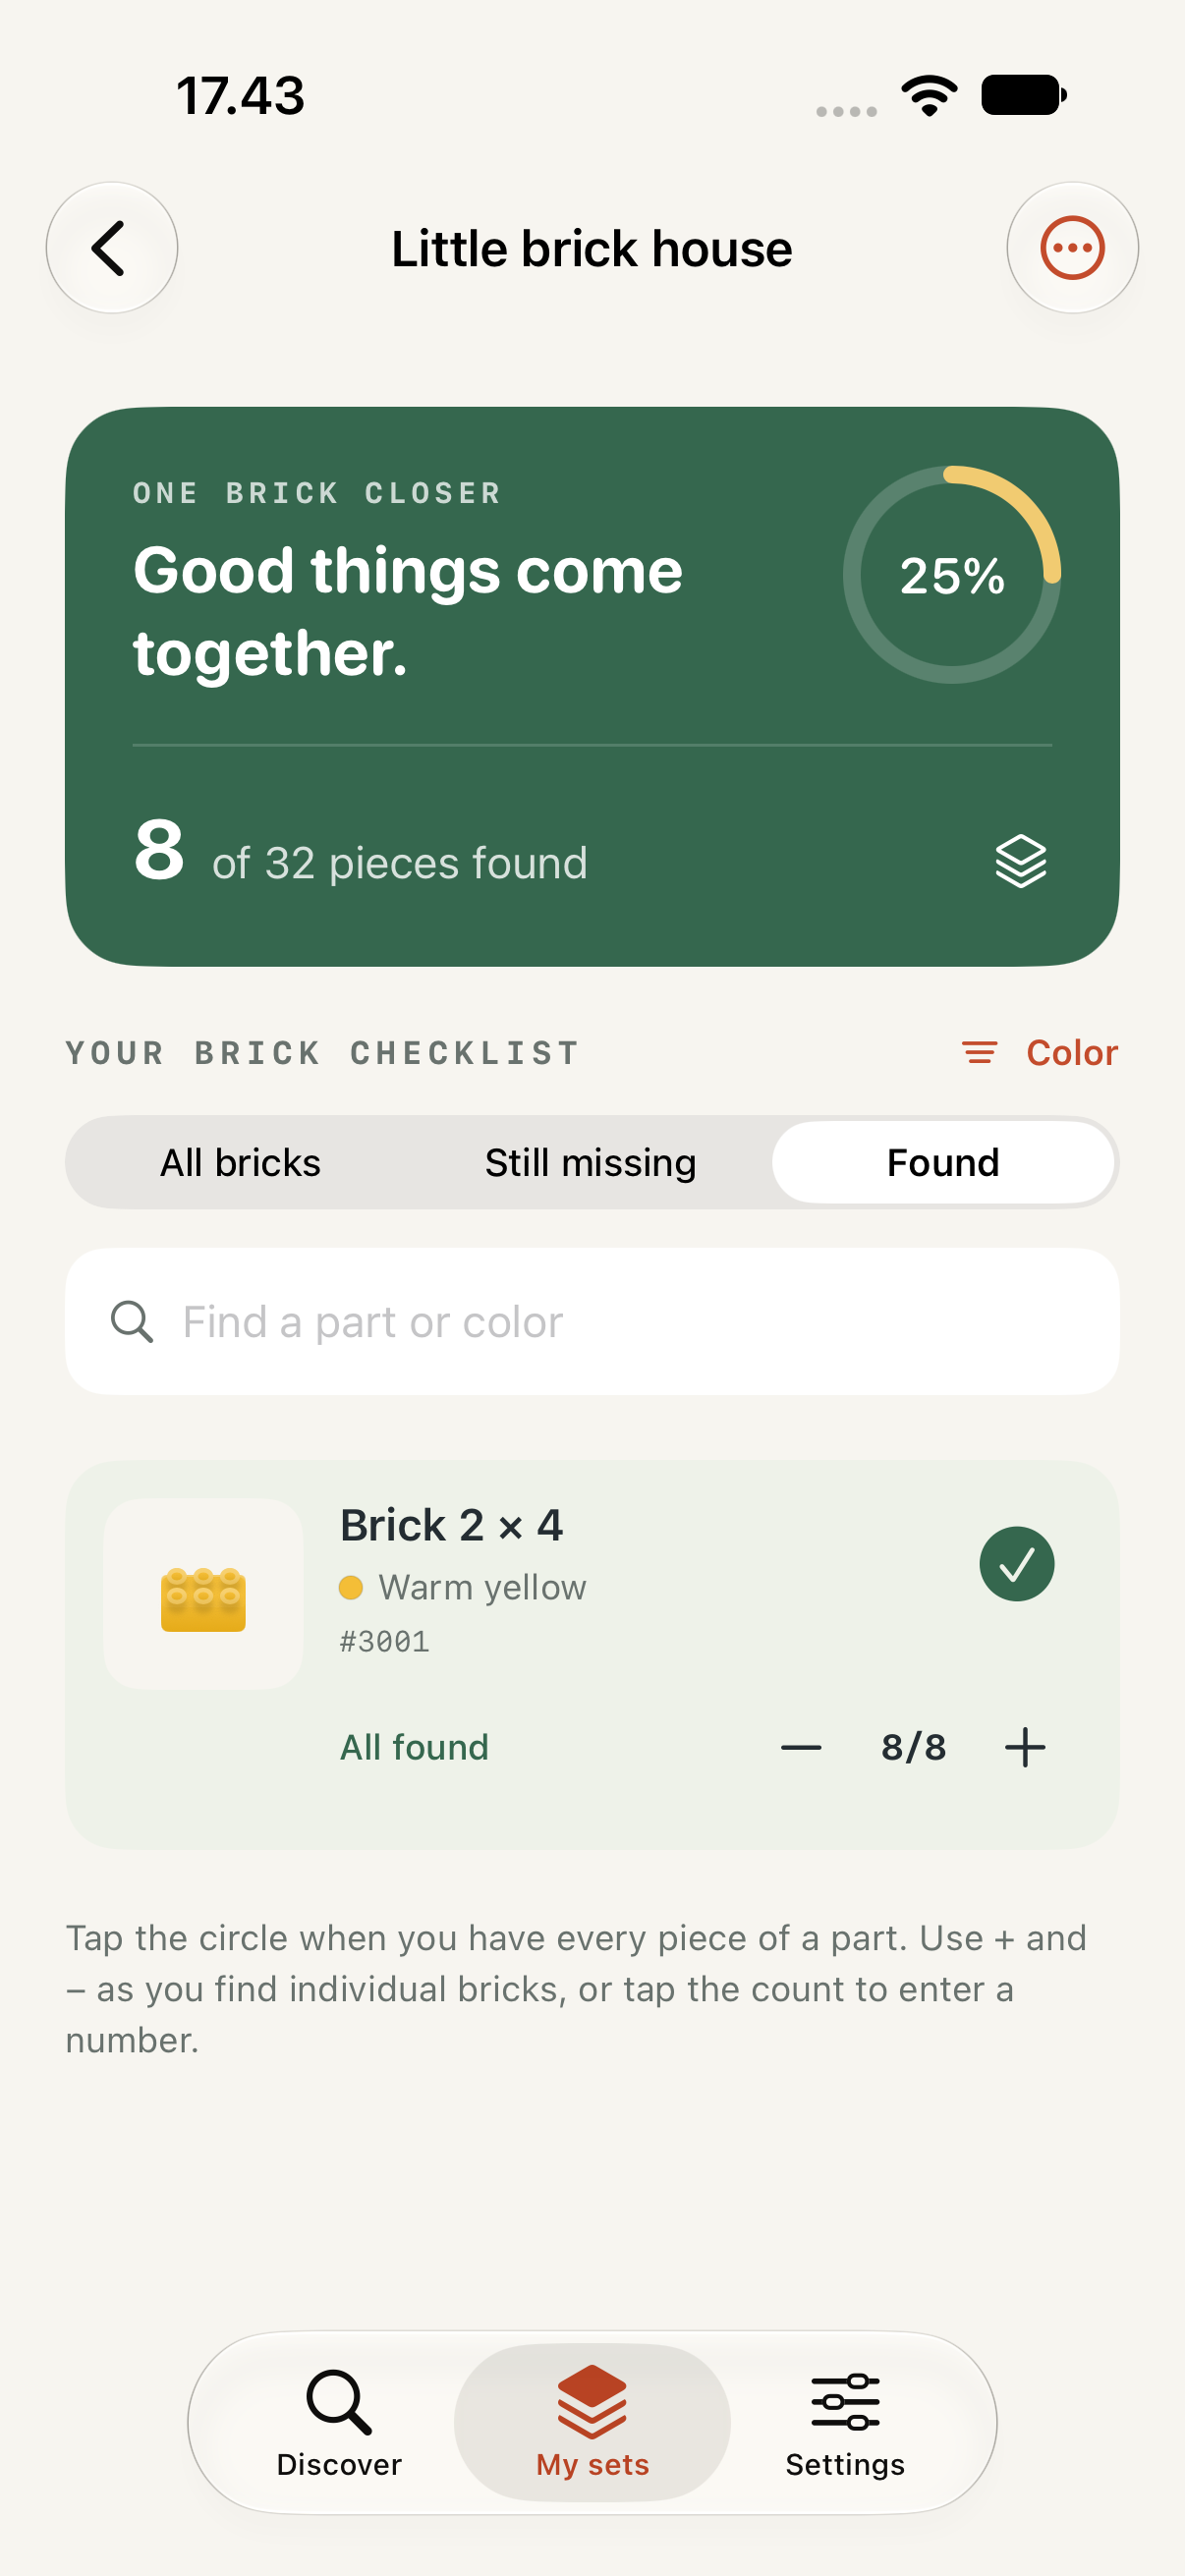 17.43
Little brick house
ONE BRICK CLOSER
Good things come
together.
25%
8 of 32 pieces found
YOUR BRICK CHECKLIST
Color
All bricks
Still missing
Found
Find a part or color
Brick 2 × 4
Warm yellow
#3001
All found
8/8
Tap the circle when you have every piece of a part. Use + and
– as you find individual bricks, or tap the count to enter a
number.
Discover
My sets
Settings